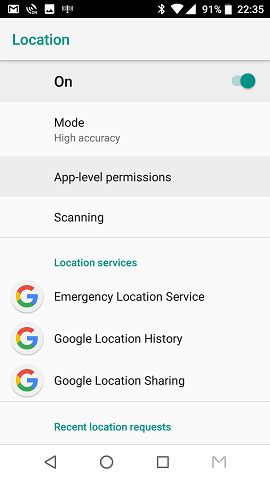 91% 22:35
Location
On
Mode
High accuracy
App-level permissions
Scanning
Location services
Emergency Location Service
Google Location History
Google Location Sharing
Recent location requests